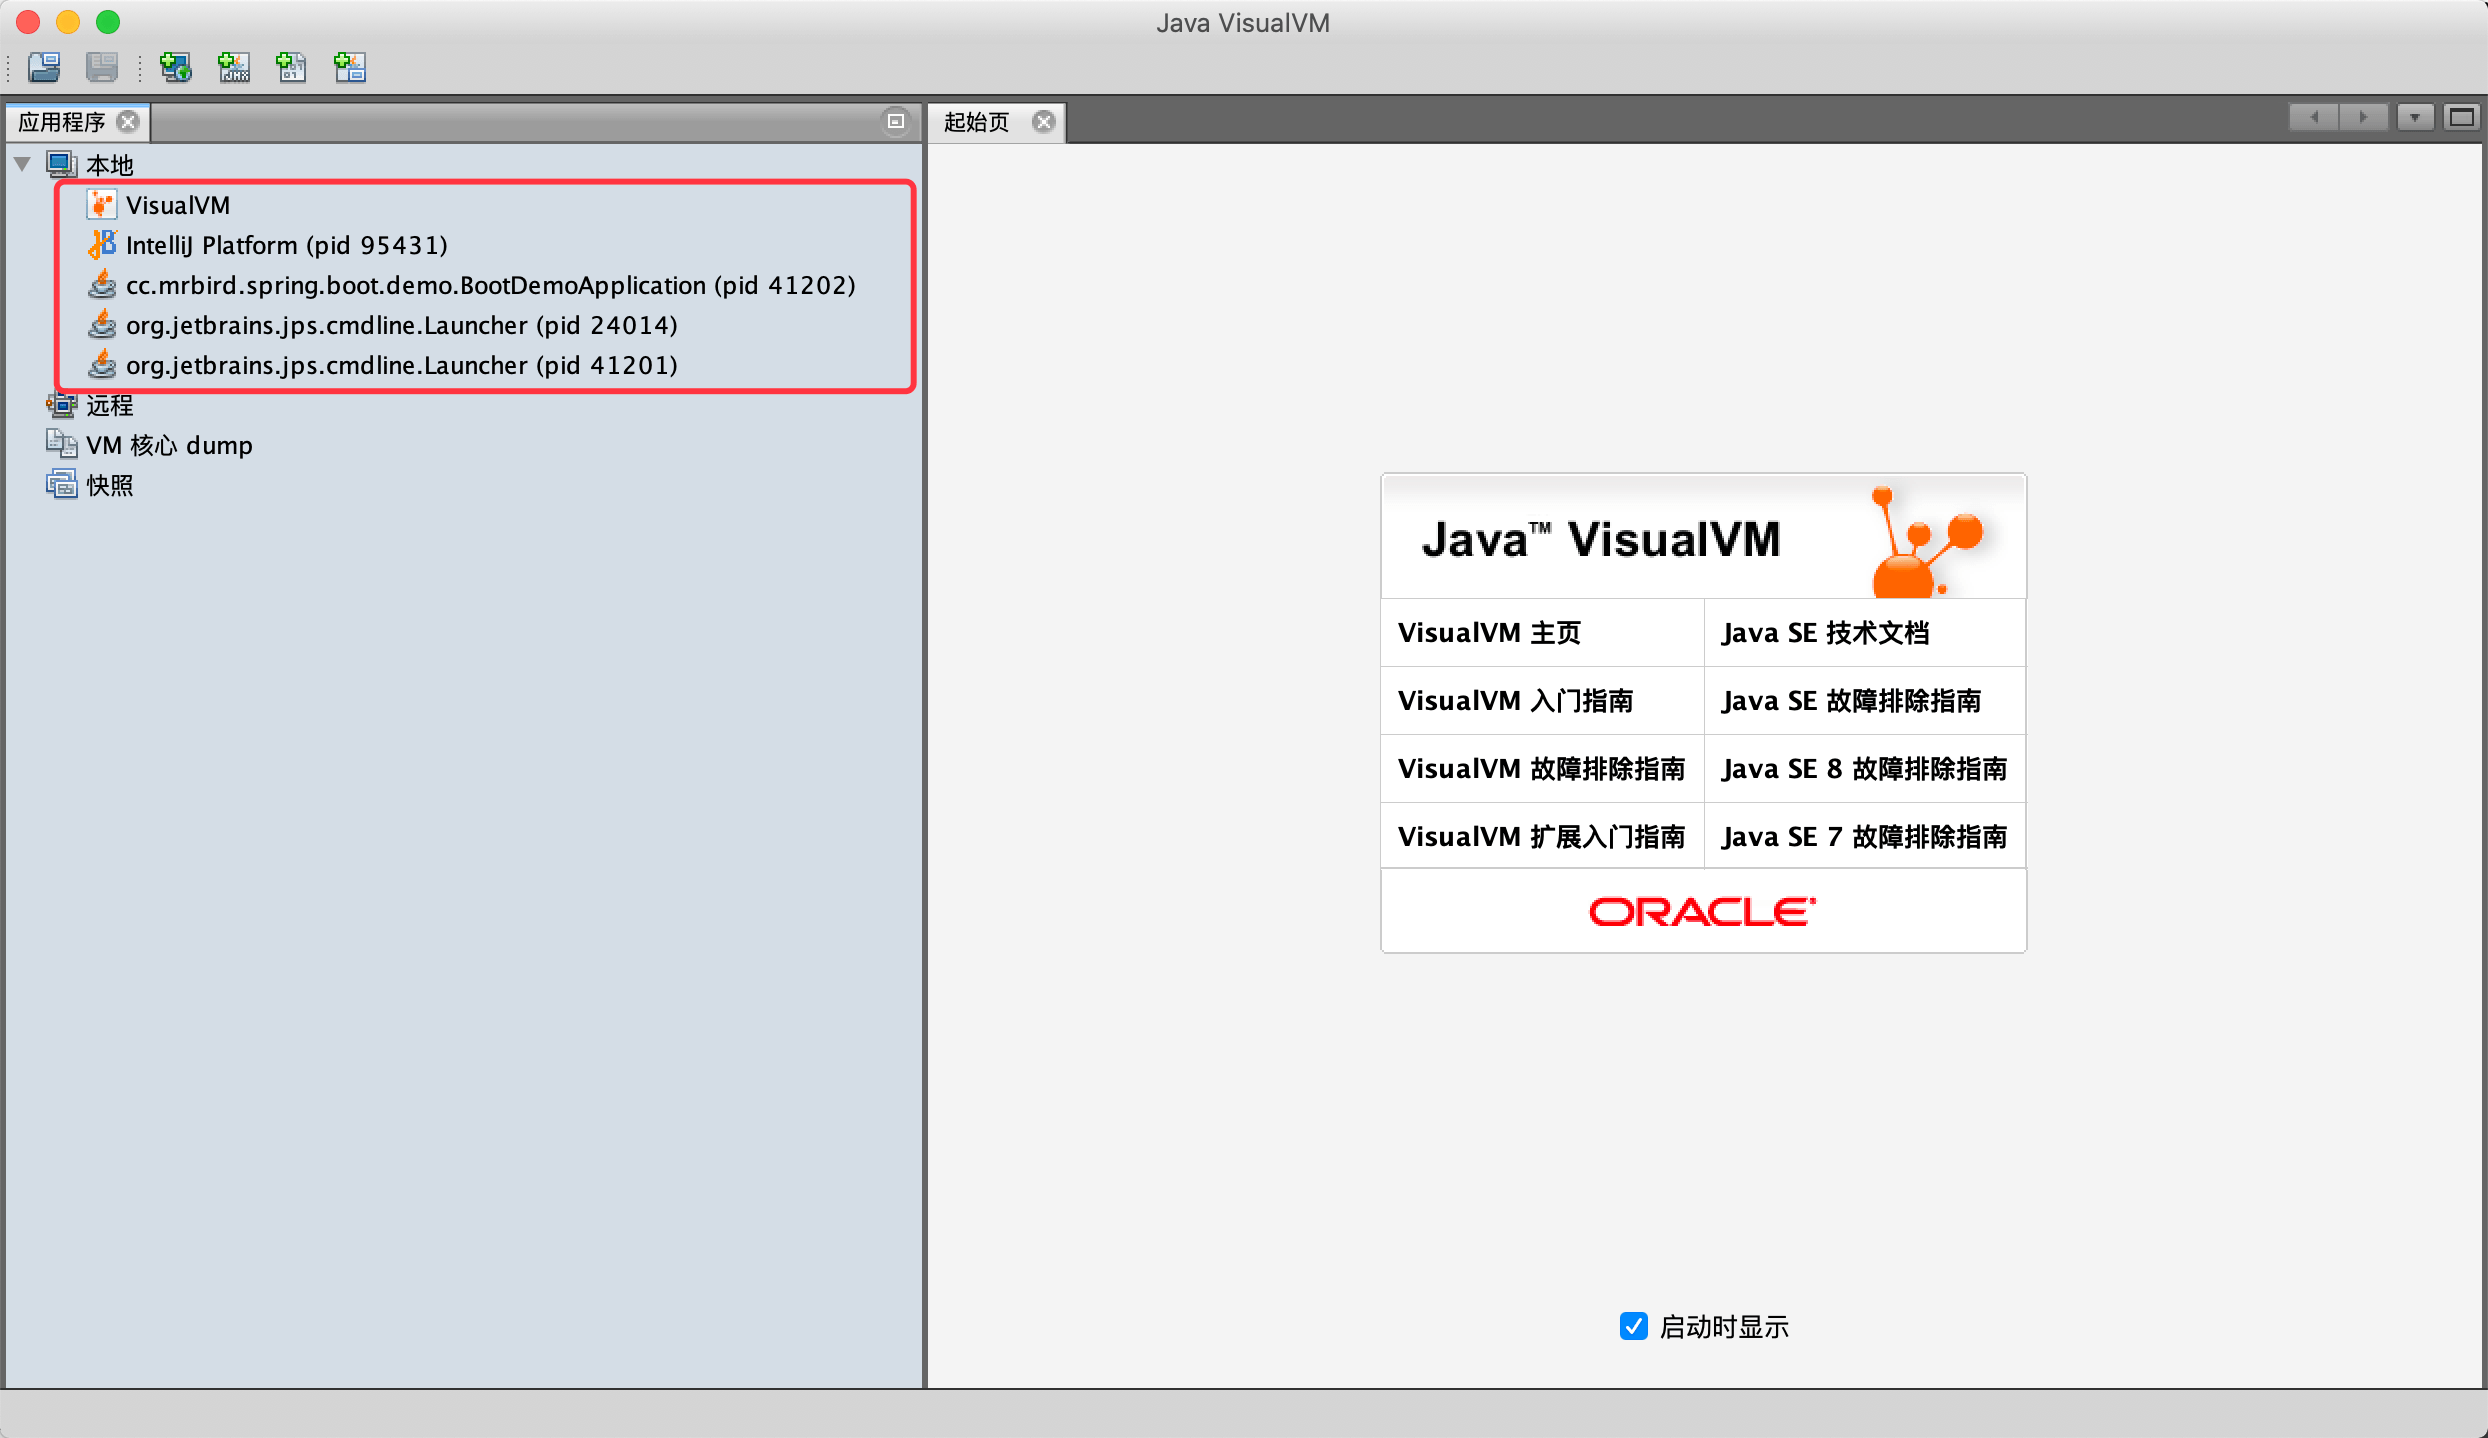 Java VisualVM
应用程序
起始页
本地
VisualVM
IntelliJ Platform (pid 95431)
cc.mrbird.spring.boot.demo.BootDemoApplication (pid 41202)
org.jetbrains.jps.cmdline.Launcher (pid 24014)
org.jetbrains.jps.cmdline.Launcher (pid 41201)
远程
VM 核心 dump
快照
Java™ VisualVM
VisualVM 主页
Java SE 技术文档
VisualVM 入门指南
Java SE 故障排除指南
VisualVM 故障排除指南
Java SE 8 故障排除指南
VisualVM 扩展入门指南
Java SE 7 故障排除指南
ORACLE
启动时显示